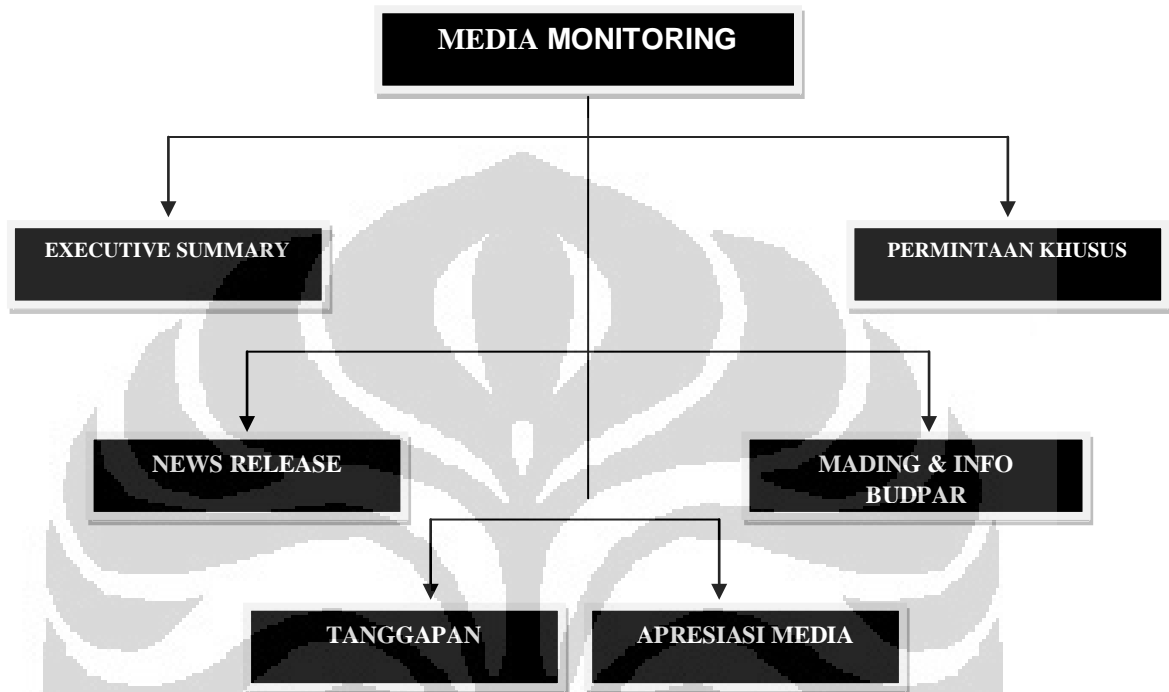 MEDIA MONITORING
EXECUTIVE SUMMARY
PERMINTAAN KHUSUS
NEWS RELEASE
MADING & INFO
BUDPAR
TANGGAPAN
APRESIASI MEDIA